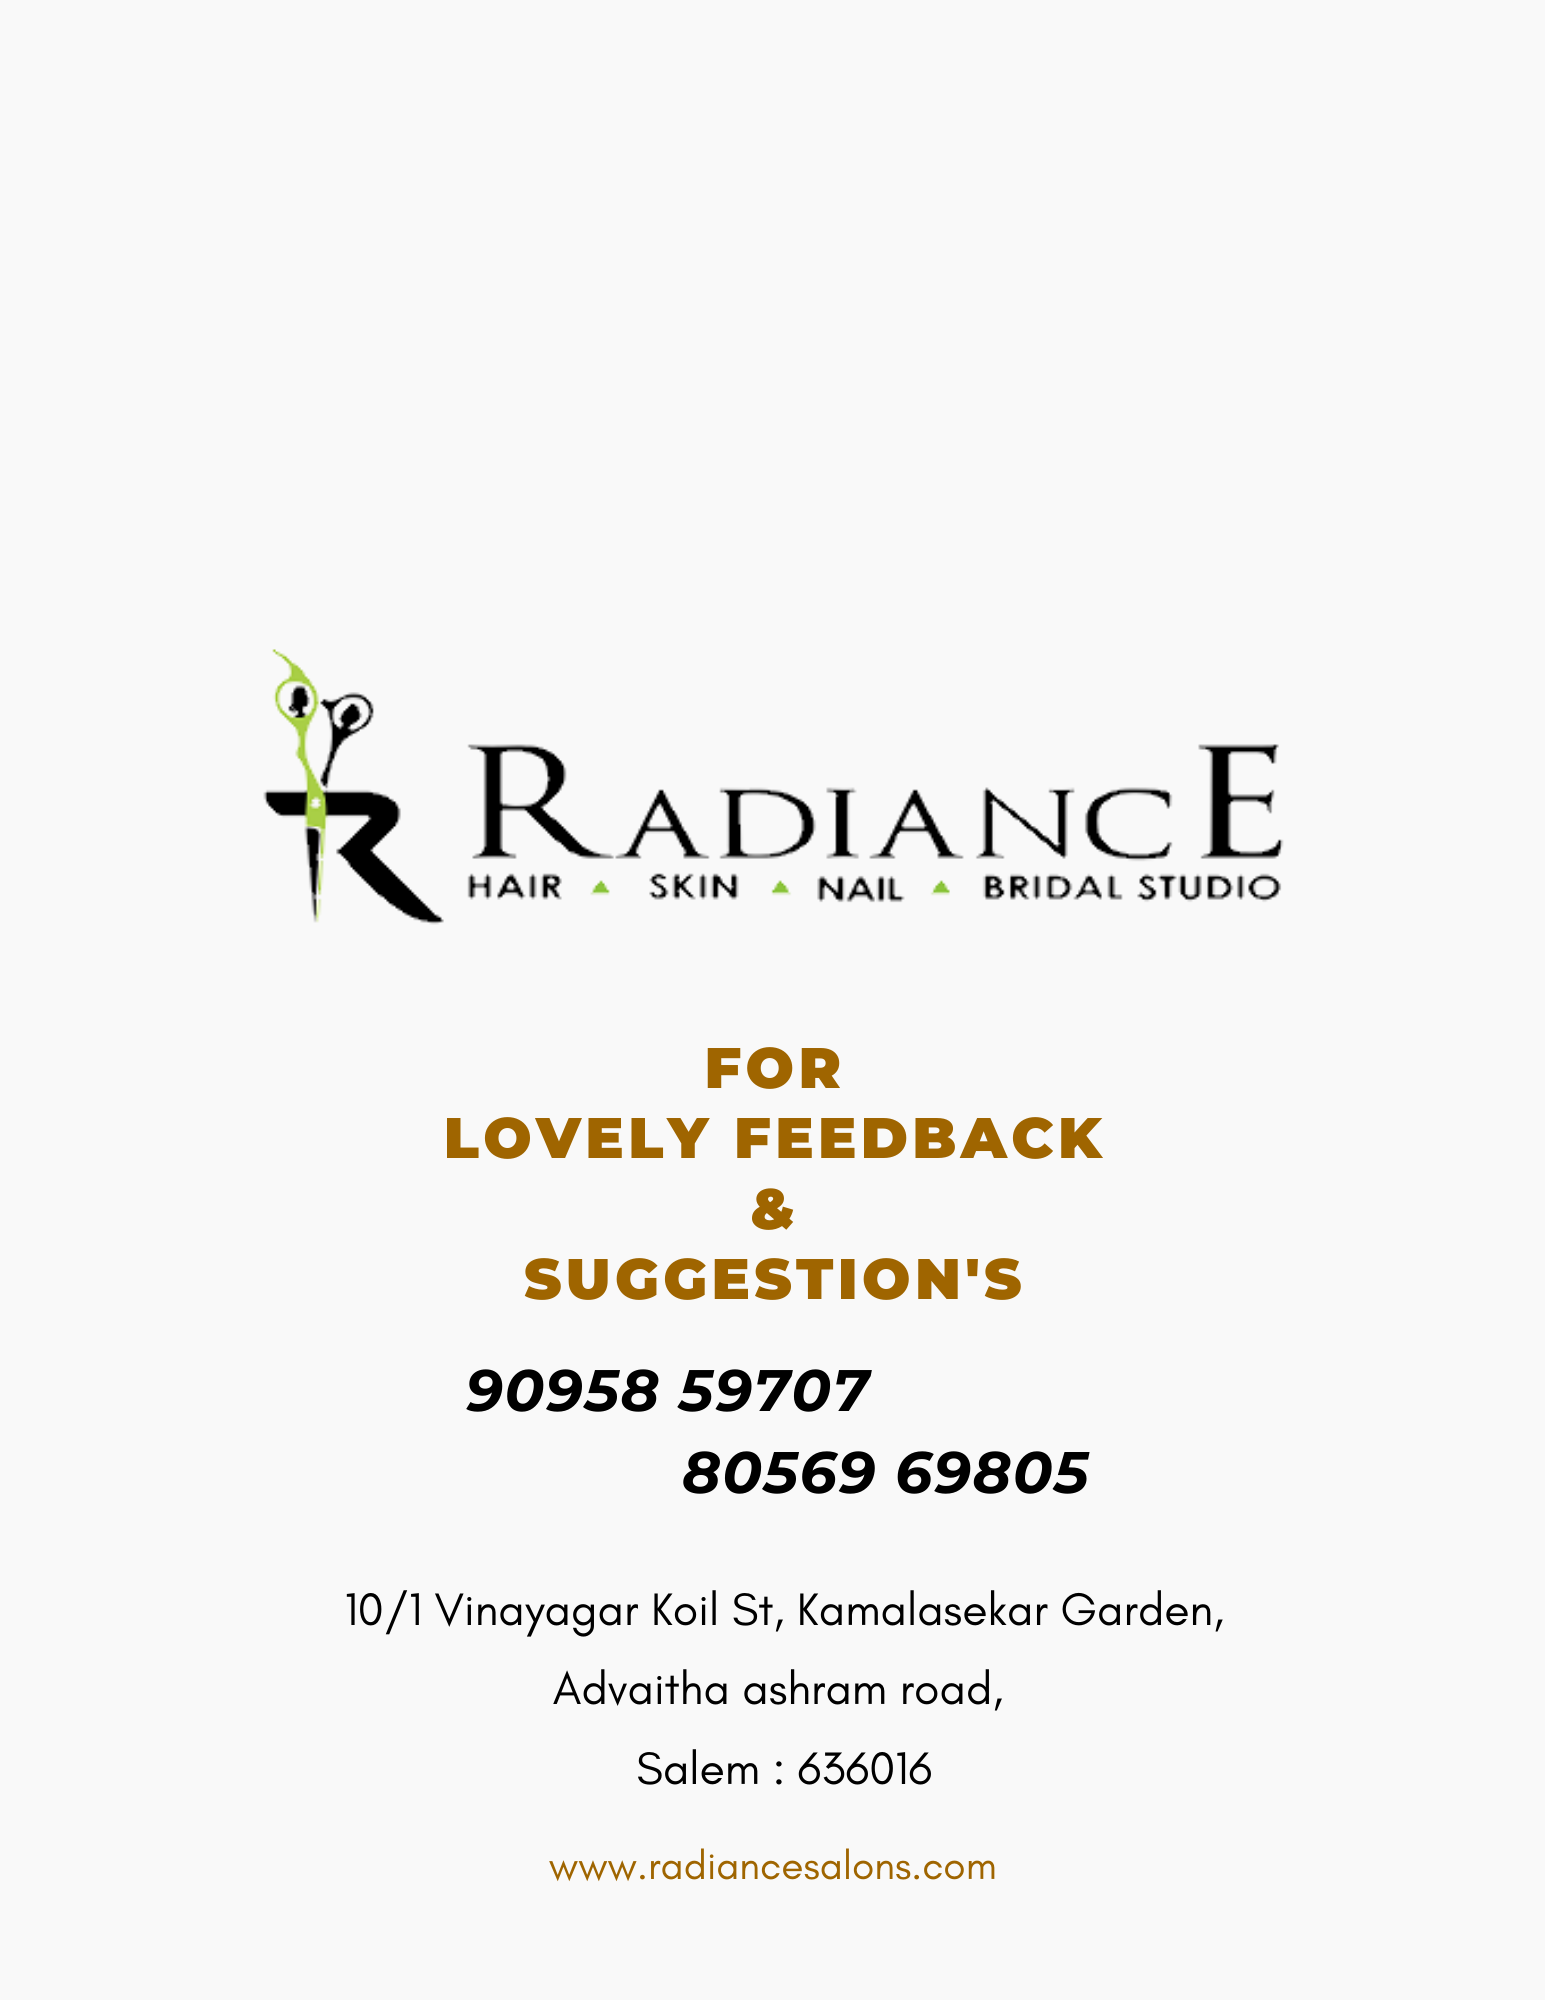 RADIANCE
HAIR ▲ SKIN ▲ NAIL ▲ BRIDAL STUDIO
FOR
LOVELY FEEDBACK
&
SUGGESTION'S
90958 59707
80569 69805
10/1 Vinayagar Koil St, Kamalasekar Garden,
Advaitha ashram road,
Salem : 636016
www.radiancesalons.com